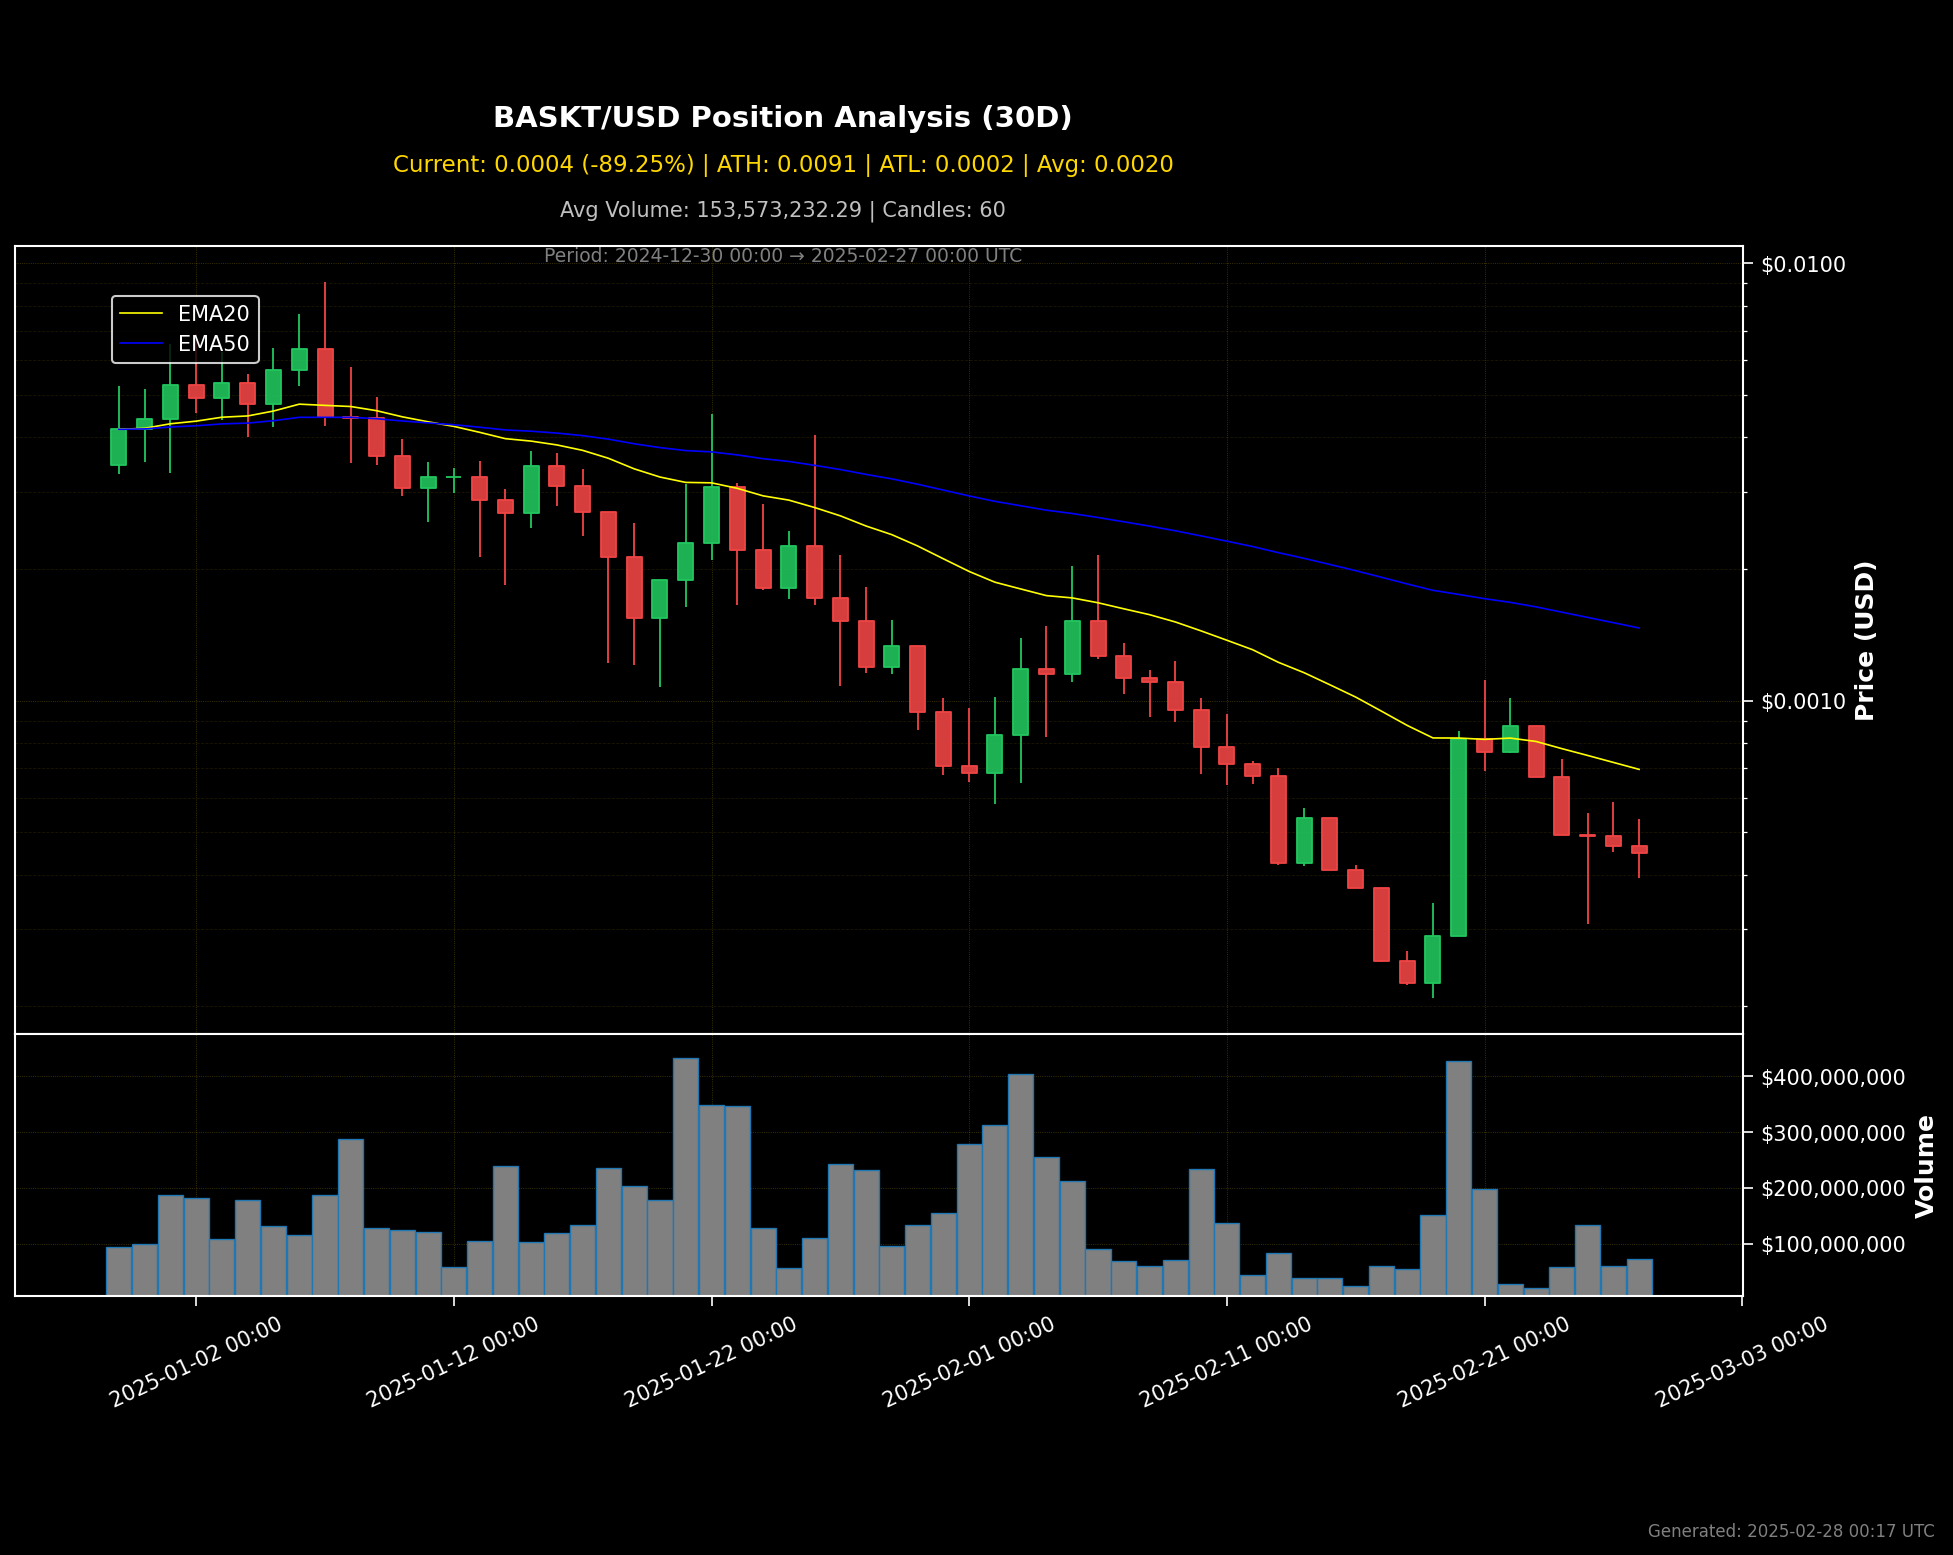 BASKT/USD Position Analysis (30D)
Current: 0.0004 (-89.25%) | ATH: 0.0091 | ATL: 0.0002 | Avg: 0.0020
Avg Volume: 153,573,232.29 | Candles: 60
Period: 2024-12-30 00:00 → 2025-02-27 00:00 UTC
EMA20
EMA50
$0.0100
$0.0010
Price (USD)
$400,000,000
$300,000,000
$200,000,000
$100,000,000
Volume
2025-01-02 00:00
2025-01-12 00:00
2025-01-22 00:00
2025-02-01 00:00
2025-02-11 00:00
2025-02-21 00:00
2025-03-03 00:00
Generated: 2025-02-28 00:17 UTC